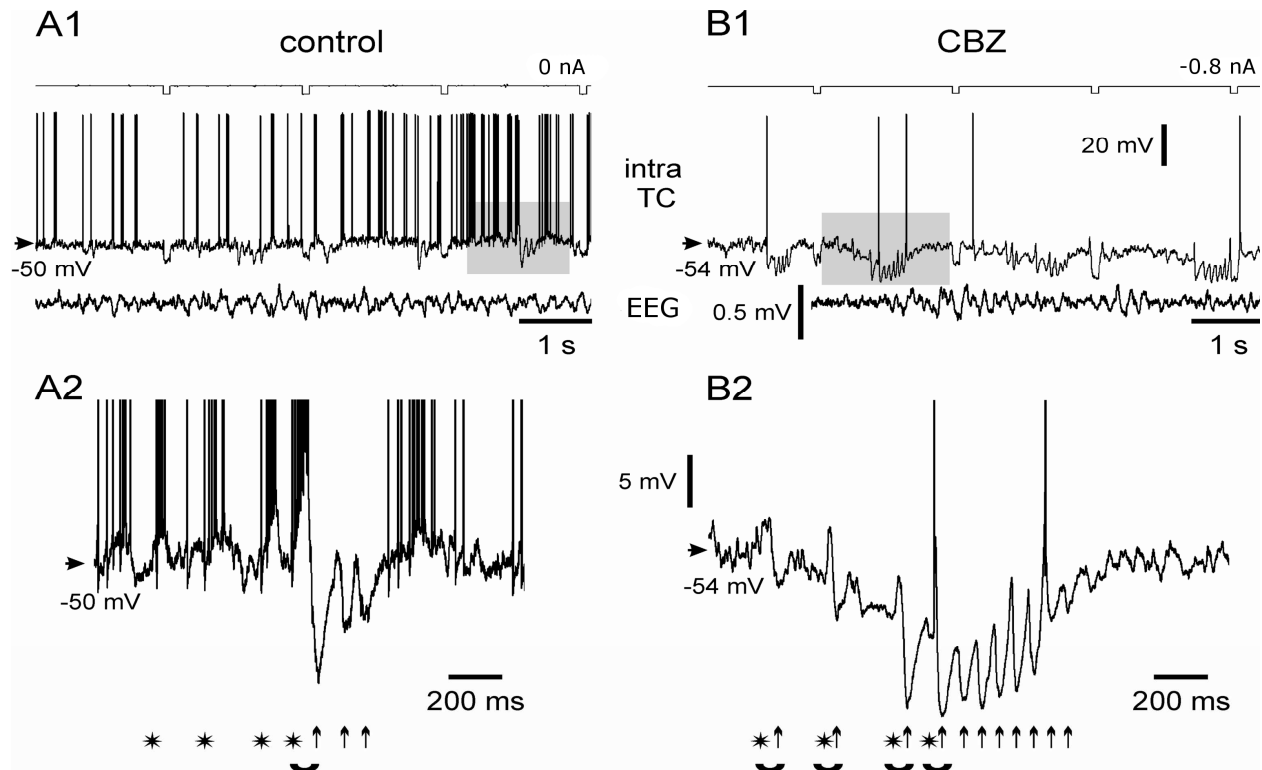 A1
control
0 nA
B1
CBZ
-0.8 nA
intra
TC
20 mV
-50 mV
-54 mV
EEG
0.5 mV
1 s
1 s
A2
B2
5 mV
-50 mV
-54 mV
200 ms
200 ms